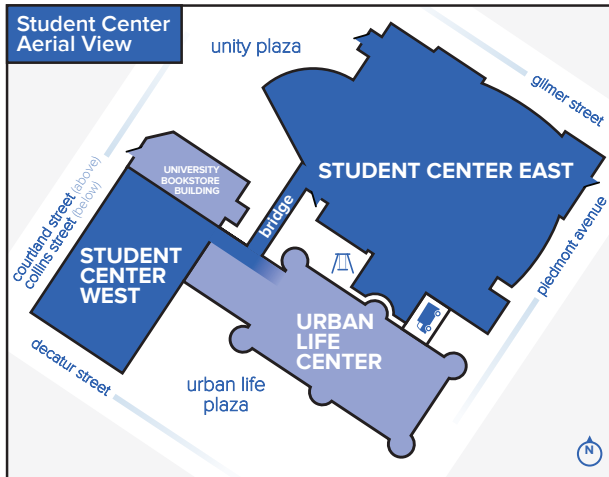 Student Center
Aerial View
unity plaza
gilmer street
UNIVERSITY
BOOKSTORE
BUILDING
STUDENT CENTER EAST
courtland street (above)
collins street (below)
bridge
STUDENT
CENTER
WEST
piedmont avenue
URBAN
LIFE
CENTER
decatur street
urban life
plaza
N